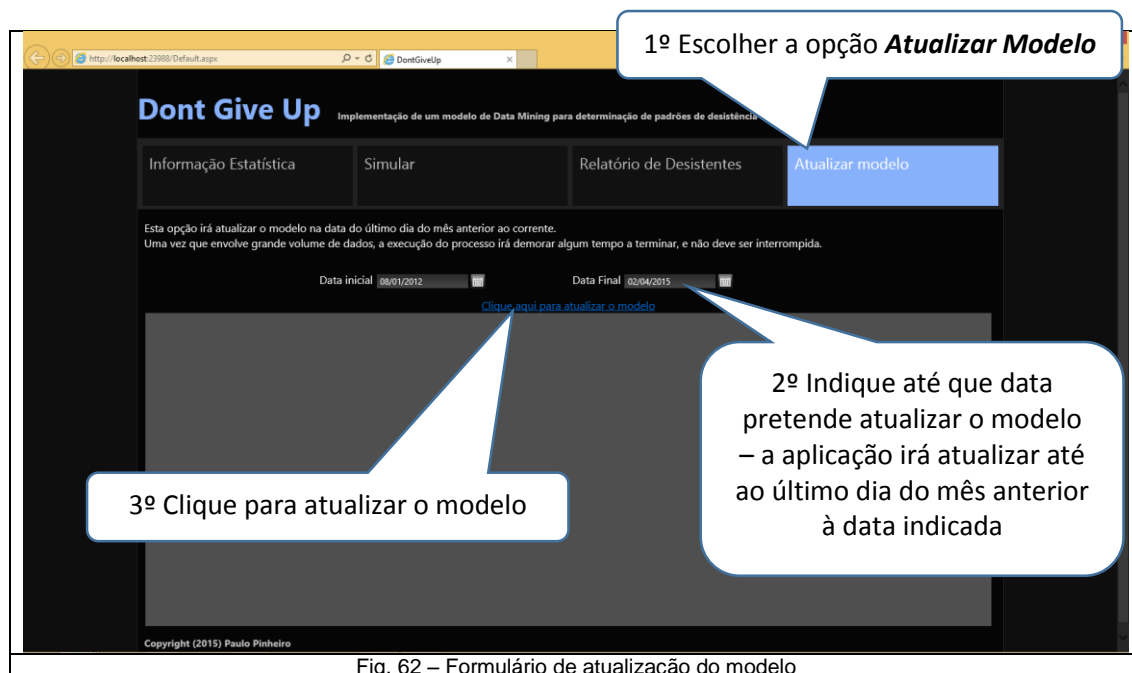 1º Escolher a opção Atualizar Modelo
http://localhost:23988/Default.aspx
DontGiveUp
Dont Give Up
Implementação de um modelo de Data Mining para determinação de padrões de desistência
Informação Estatística
Simular
Relatório de Desistentes
Atualizar modelo
Esta opção irá atualizar o modelo na data do último dia do mês anterior ao corrente.
Uma vez que envolve grande volume de dados, a execução do processo irá demorar algum tempo a terminar, e não deve ser interrompida.
Data inicial 08/01/2012
Data Final 02/04/2015
Clique aqui para atualizar o modelo
2º Indique até que data
pretende atualizar o modelo
– a aplicação irá atualizar até
ao último dia do mês anterior
à data indicada
3º Clique para atualizar o modelo
Copyright (2015) Paulo Pinheiro
Fig. 62 – Formulário de atualização do modelo